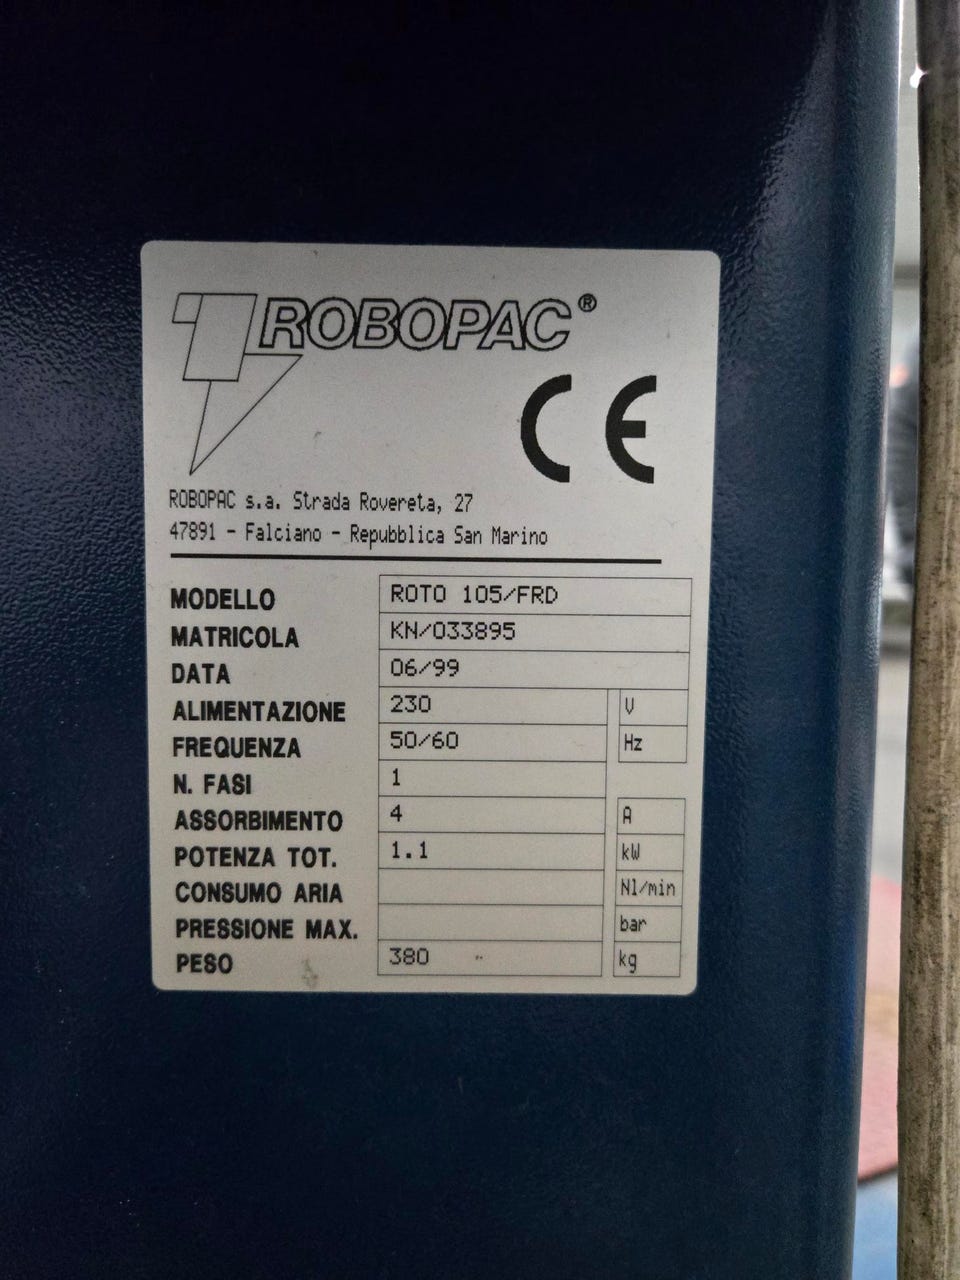 ROBOPAC®
CE
ROBOPAC s.a. Strada Rovereta, 27
47891 - Falciano - Repubblica San Marino
MODELLO ROTO 105/FRD
MATRICOLA KN/033895
DATA 06/99
ALIMENTAZIONE 230 V
FREQUENZA 50/60 Hz
N. FASI 1
ASSORBIMENTO 4 A
POTENZA TOT. 1.1 kW
CONSUMO ARIA Nl/min
PRESSIONE MAX. bar
PESO 380 kg